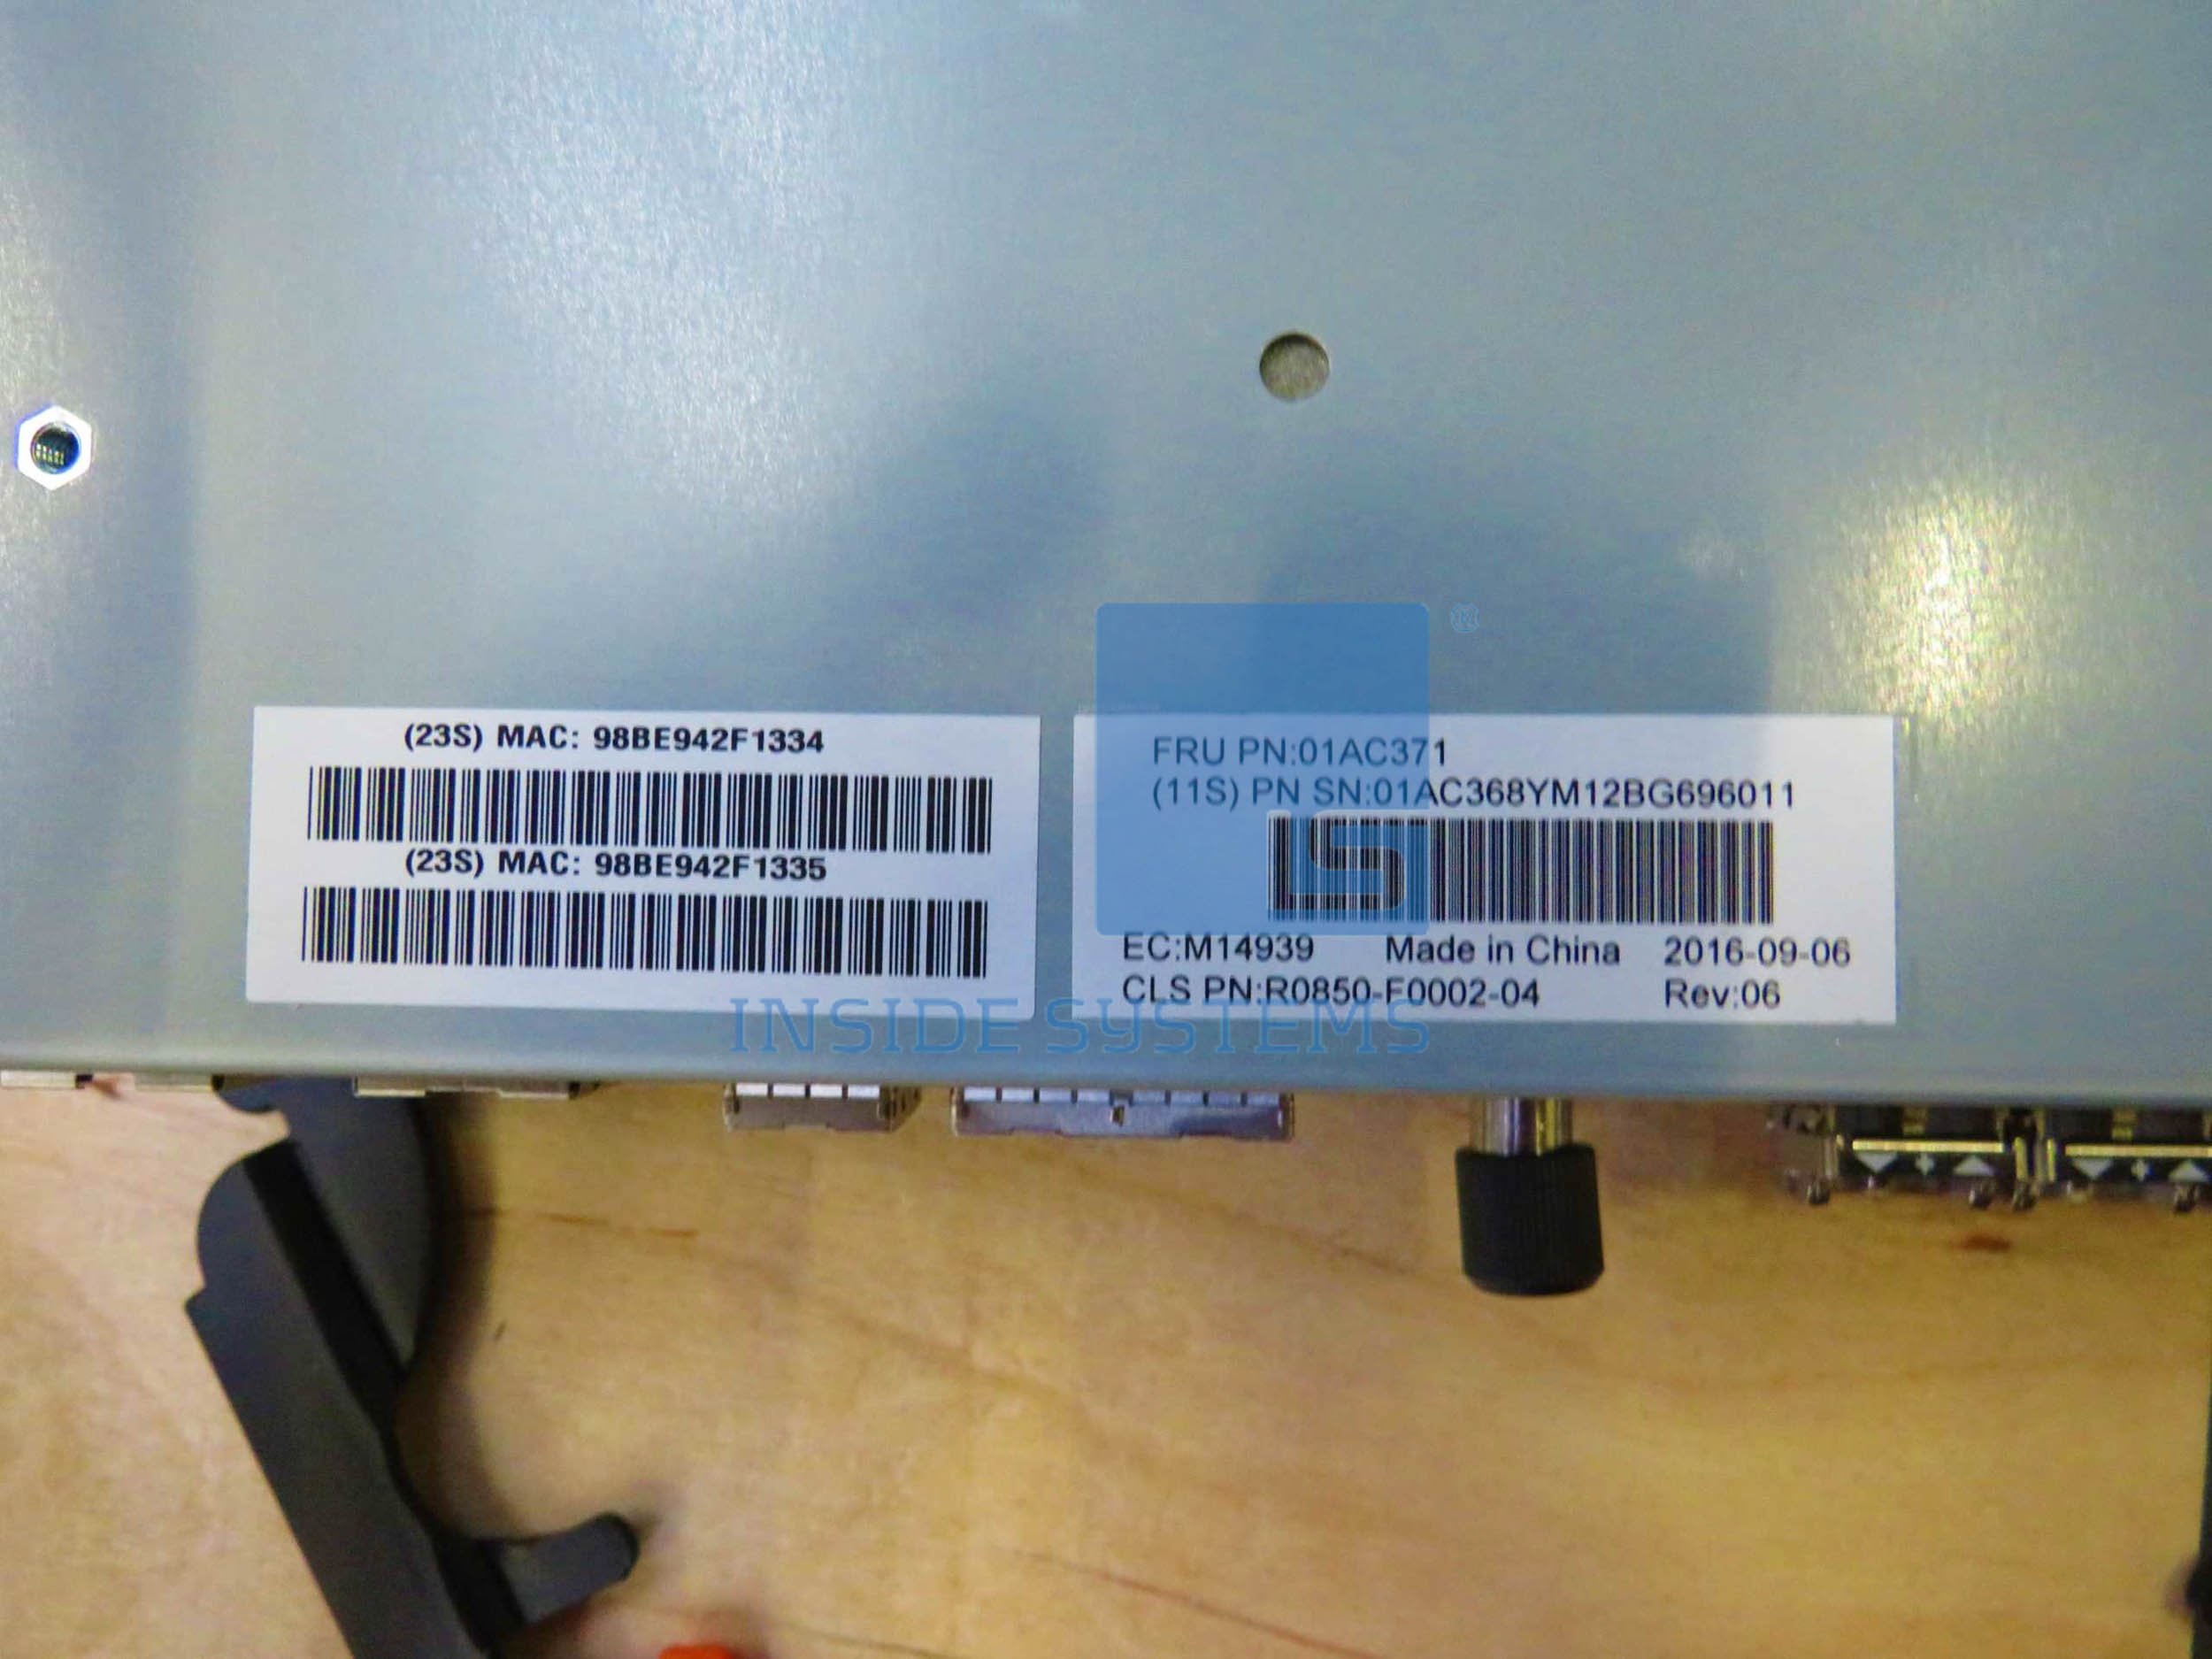 (23S) MAC: 98BE942F1334
(23S) MAC: 98BE942F1335
FRU PN:01AC371
(11S) PN SN:01AC368YM12BG696011
EC:M14939 Made in China 2016-09-06
CLS PN:R0850-F0002-04 Rev:06
INSIDE SYSTEMS
®